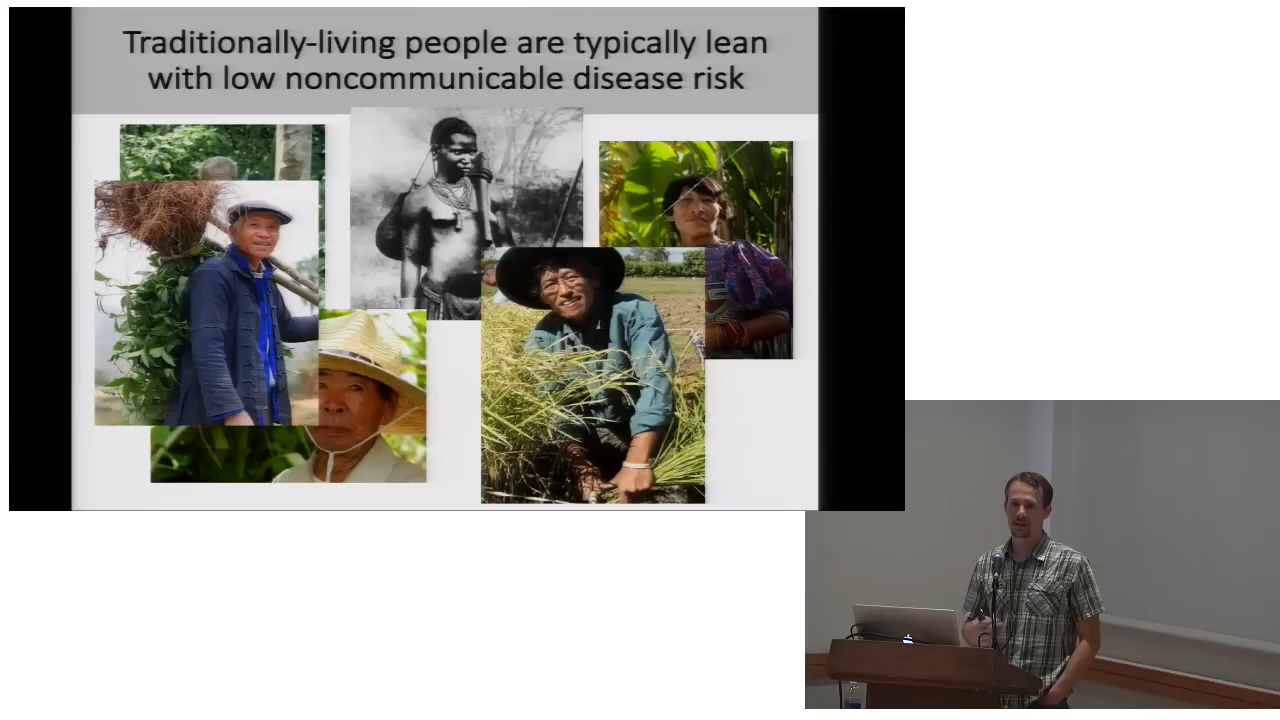 Traditionally-living people are typically lean
with low noncommunicable disease risk